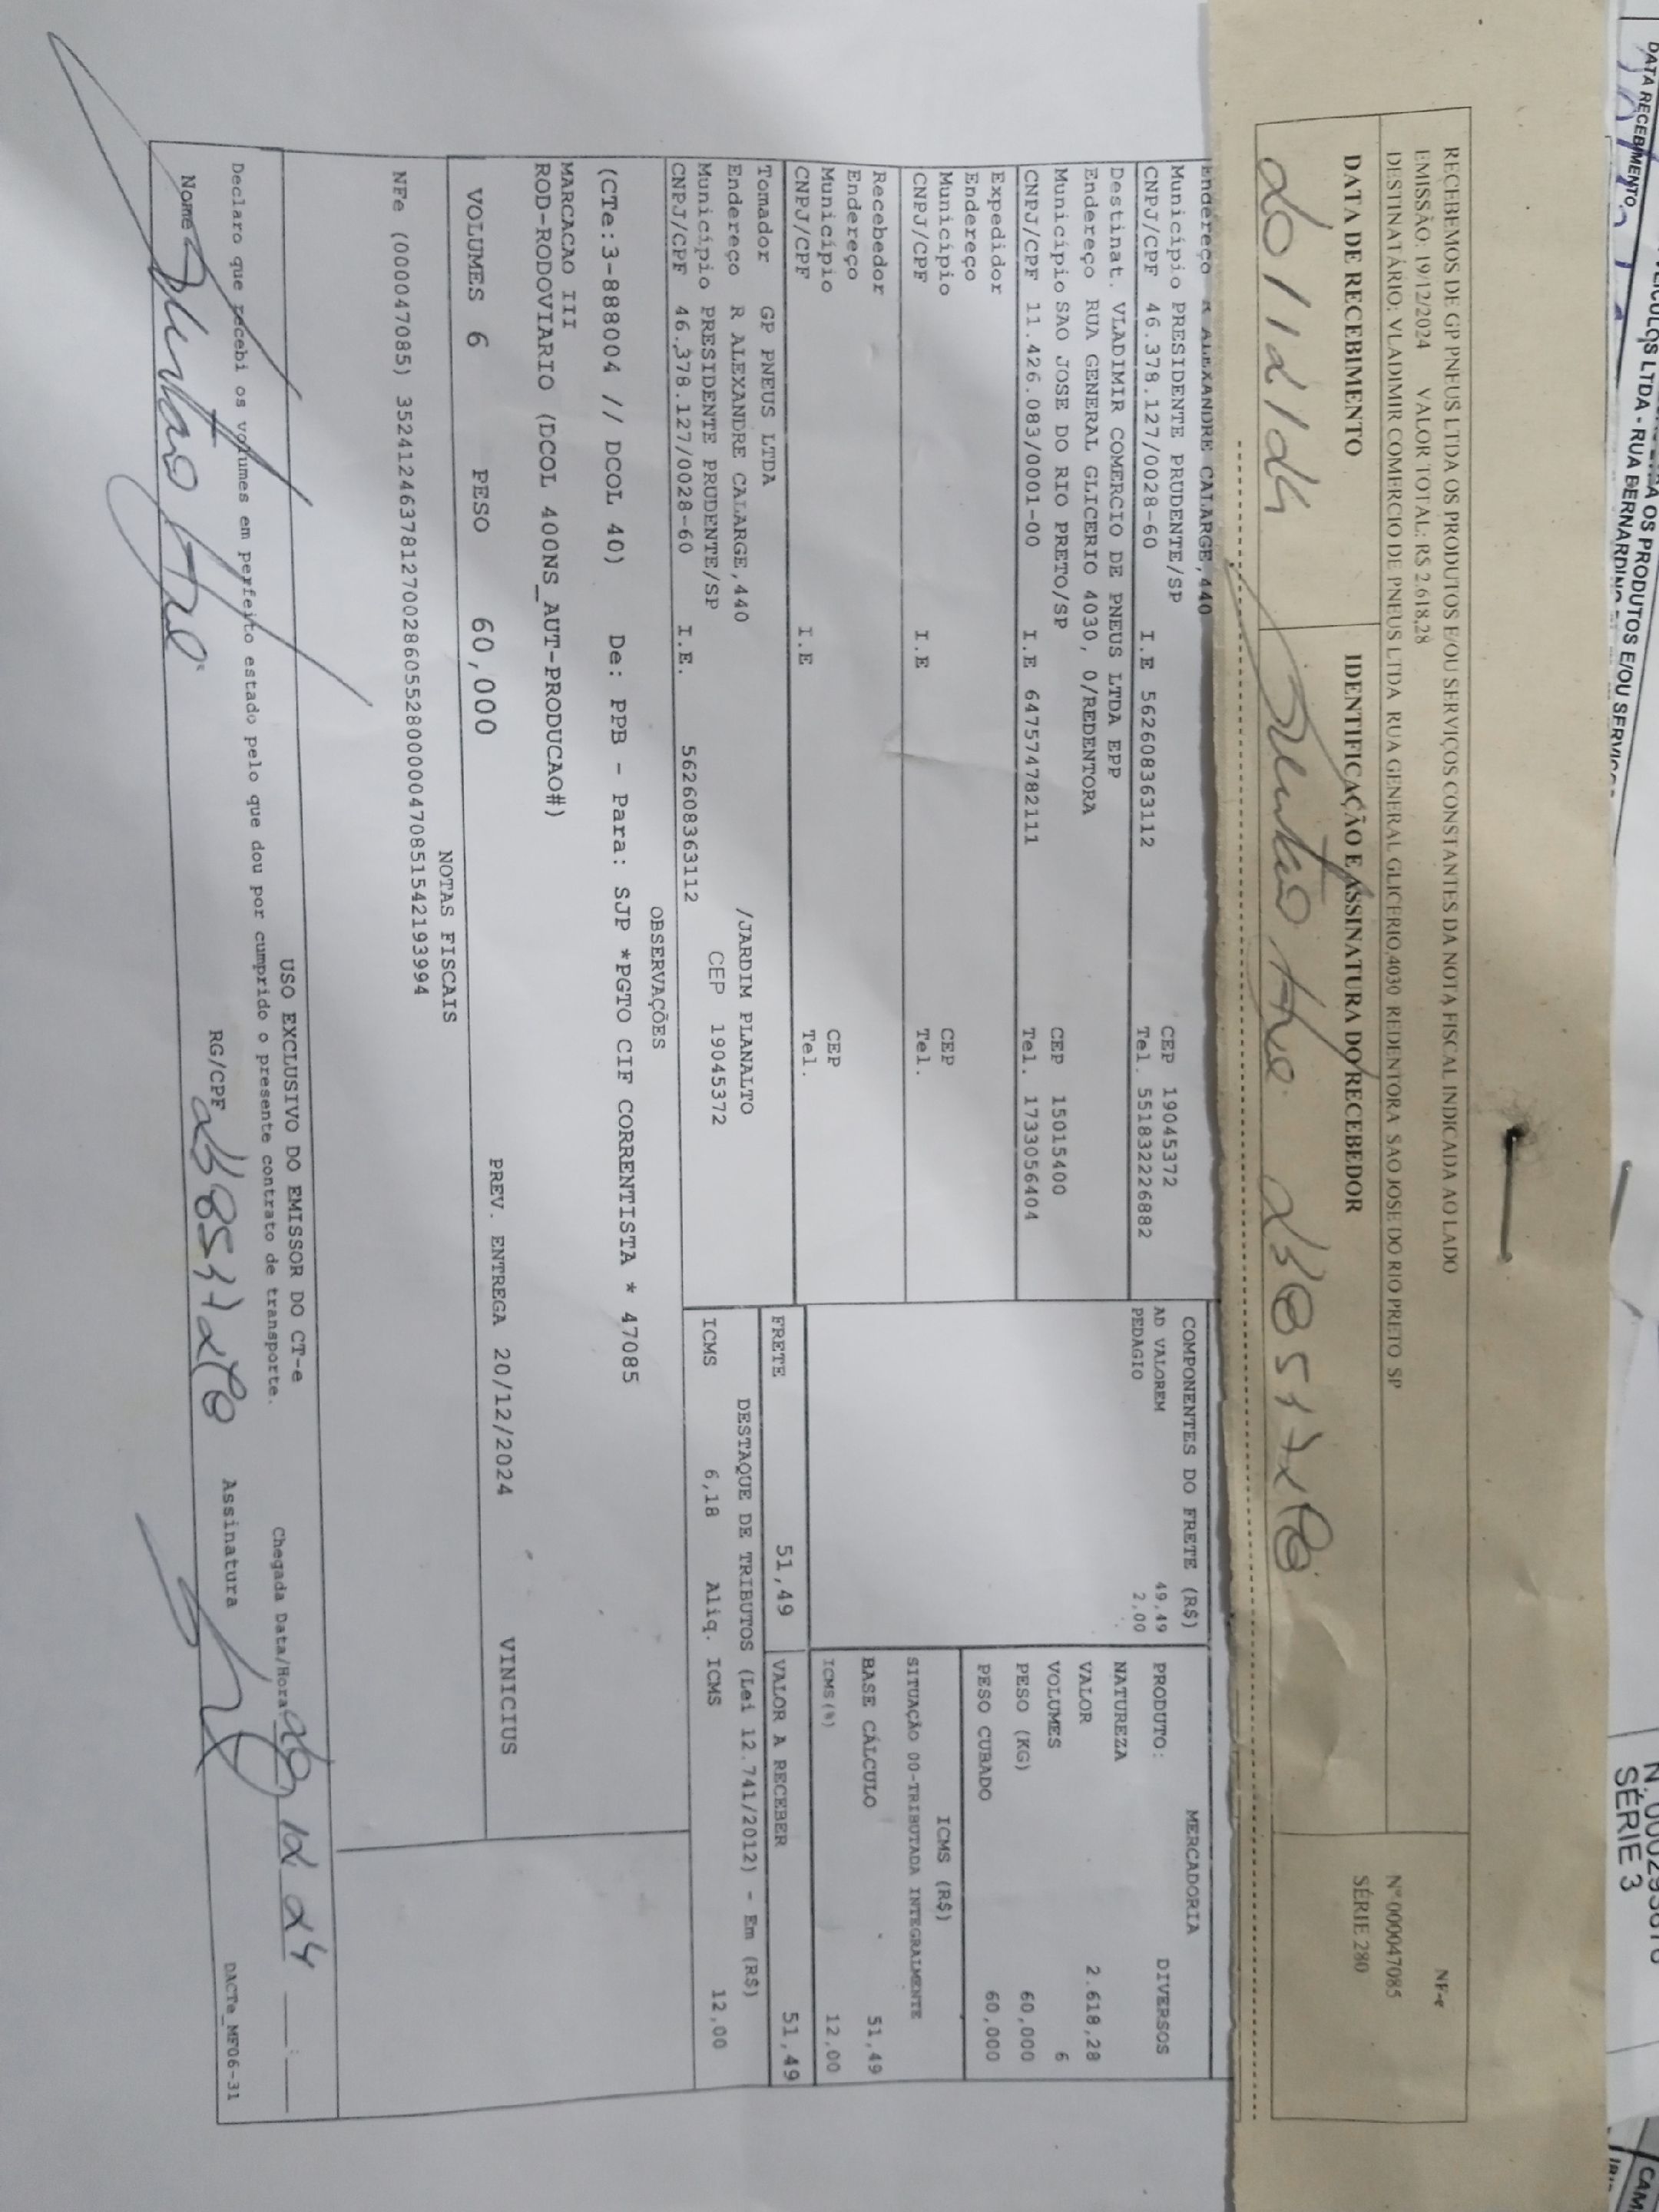 DATA RECEBIMENTO
LTDA - RUA BERNARDINO
OS PRODUTOS E/OU
SÉRIE 3
RECEBEMOS DE GP PNEUS LTDA OS PRODUTOS E/OU SERVIÇOS CONSTANTES DA NOTA FISCAL INDICADA AO LADO
EMISSÃO: 19/12/2024 VALOR TOTAL: R$ 2.618,28
DESTINATÁRIO: VLADIMIR COMERCIO DE PNEUS LTDA RUA GENERAL GLICERIO,4030 REDENTORA SAO JOSE DO RIO PRETO SP
NF-e
Nº 000047085
SÉRIE 280
DATA DE RECEBIMENTO
IDENTIFICAÇÃO E ASSINATURA DO RECEBEDOR
20/12/24
Endereço R ALEXANDRE CALARGE,440
Município PRESIDENTE PRUDENTE/SP CEP 19045372
CNPJ/CPF 46.378.127/0028-60 I.E 562608363112 Tel. 551832226882
Destinat. VLADIMIR COMERCIO DE PNEUS LTDA EPP
Endereço RUA GENERAL GLICERIO 4030, 0/REDENTORA
Município SAO JOSE DO RIO PRETO/SP CEP 15015400
CNPJ/CPF 11.426.083/0001-00 I.E 647574782111 Tel. 1733056404
Expedidor
Endereço
Município CEP
CNPJ/CPF I.E Tel.
Recebedor
Endereço
Município CEP
CNPJ/CPF I.E Tel.
Tomador GP PNEUS LTDA
Endereço R ALEXANDRE CALARGE,440 /JARDIM PLANALTO
Município PRESIDENTE PRUDENTE/SP CEP 19045372
CNPJ/CPF 46.378.127/0028-60 I.E. 562608363112
COMPONENTES DO FRETE (R$)
AD VALOREM 49,49
PEDAGIO 2,00
MERCADORIA
PRODUTO: DIVERSOS
NATUREZA
VALOR 2.618,28
VOLUMES 6
PESO (KG) 60,000
PESO CUBADO 60,000
ICMS (R$)
SITUAÇÃO 00-TRIBUTADA INTEGRALMENTE
BASE CÁLCULO 51,49
ICMS(%) 12,00
FRETE 51,49 VALOR A RECEBER 51,49
DESTAQUE DE TRIBUTOS (Lei 12.741/2012) - Em (R$)
ICMS 6,18 Aliq. ICMS 12,00
OBSERVAÇÕES
(CTe:3-888004 // DCOL 40) De: PPB - Para: SJP *PGTO CIF CORRENTISTA * 47085
MARCACAO III
ROD-RODOVIARIO (DCOL 400NS_AUT-PRODUCAO#)
VOLUMES 6 PESO 60,000 PREV. ENTREGA 20/12/2024 VINICIUS
NOTAS FISCAIS
NFe (000047085) 35241246378127002860552800000470851542193994
USO EXCLUSIVO DO EMISSOR DO CT-e
Declaro que recebi os volumes em perfeito estado pelo que dou por cumprido o presente contrato de transporte.
Chegada Data/Hora 20 12 24
Nome RG/CPF Assinatura
DACTe_MF06-31